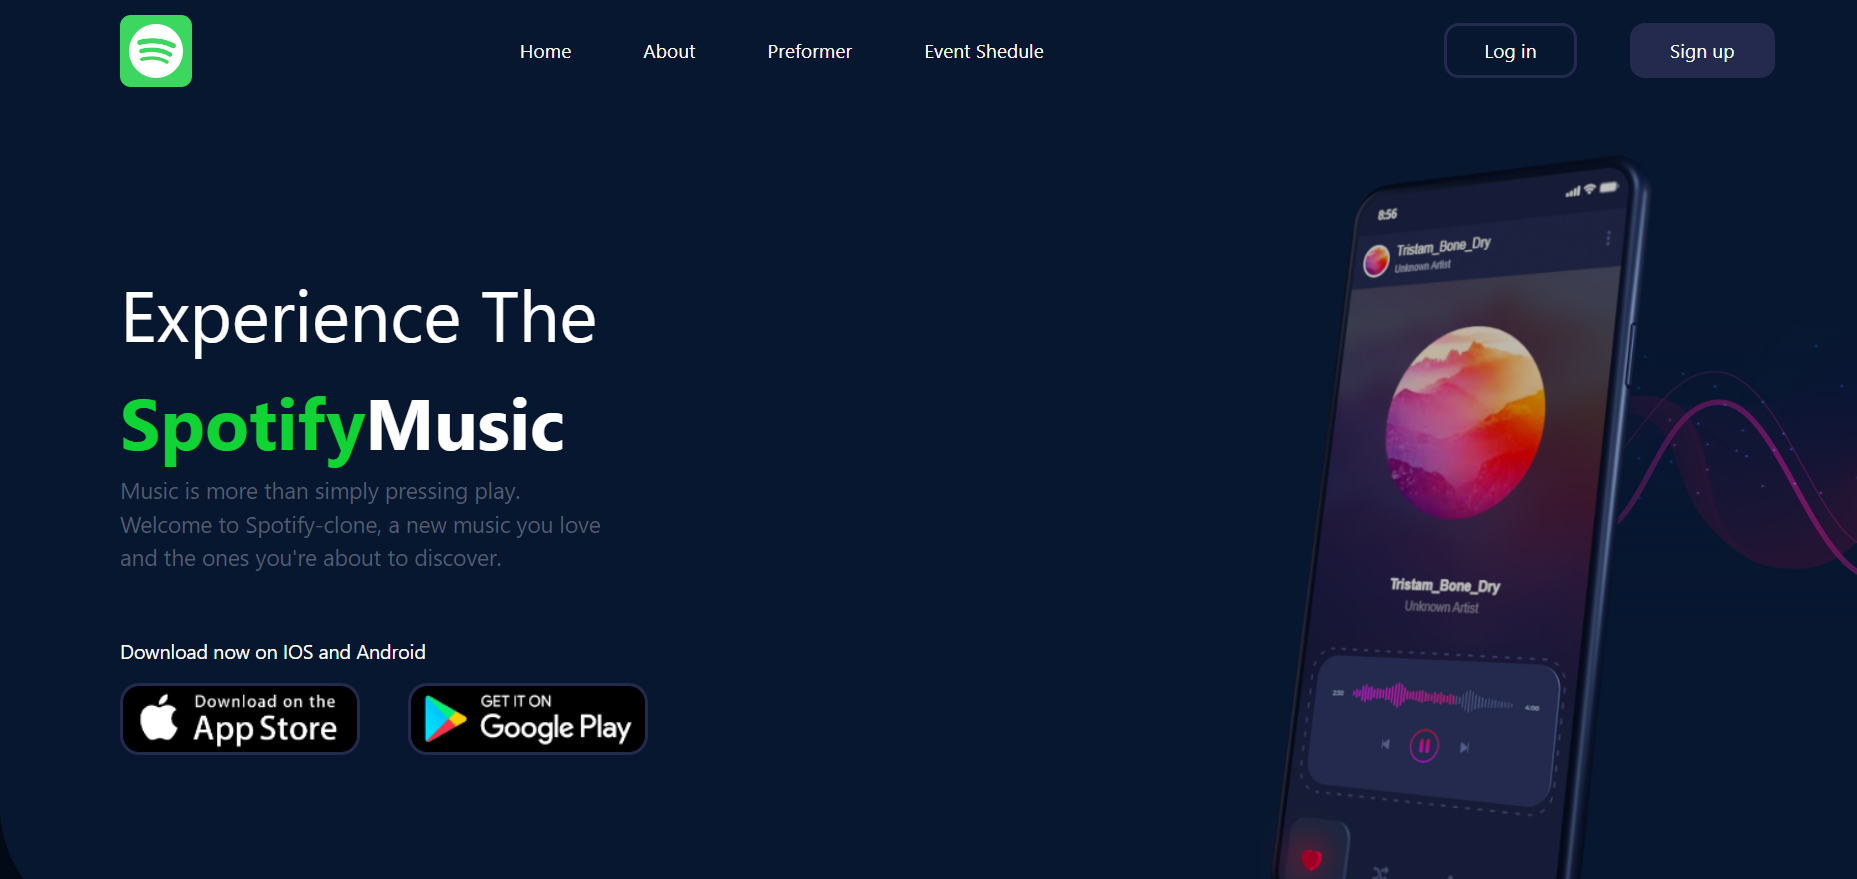 Home
About
Preformer
Event Shedule
Log in
Sign up
Experience The
SpotifyMusic
Music is more than simply pressing play.
Welcome to Spotify-clone, a new music you love
and the ones you're about to discover.
Download now on IOS and Android
Download on the
App Store
GET IT ON
Google Play
8:56
Tristam_Bone_Dry
Unknown Artist
Tristam_Bone_Dry
Unknown Artist
4:00